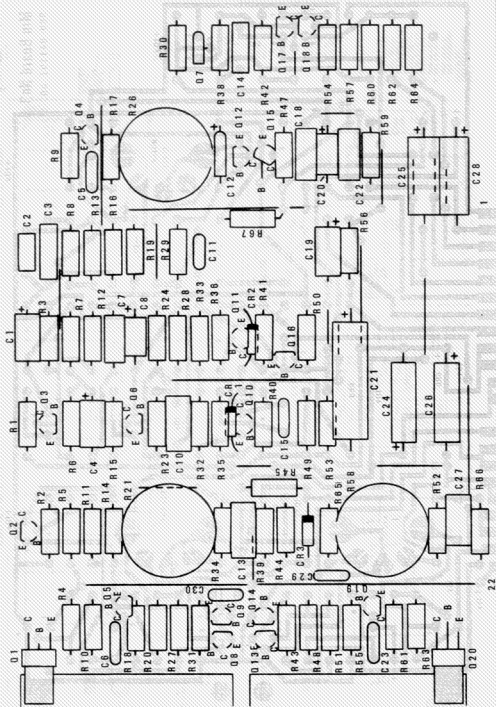 R30 Q7 R38 C14 R42 Q17 B E C B E C Q18 R54 R57 R60 R62 R64
R9 Q4 C B E C5 R17 R26 Q12 C12 + E C B Q15 E C B R47 C18 + C20 C22 R59
C2 C3 R8 R13 R16 R19 R29 C11 R67 C19 + R56 C25 + + C28 1
C1 + R3 R7 R12 C7 + C8 R24 R28 R33 R36 Q11 E C B CR2 R41 Q16 E C B R50
R1 Q3 C B E R6 C4 + R15 Q6 C B E R23 C10 R32 R35 CR1 Q10 E C B R40 C15 R49 R53 C21 C24 + C26 +
Q2 C B E R2 R5 R11 R14 R21 R34 C13 R39 R44 R45 CR3 R65 R58 R52 C27 R66
Q1 C B E R4 R10 C6 Q5 B E C R18 R20 R27 R31 C30 Q9 C B E Q8 Q14 Q13 C B E C29 R43 R48 R51 R55 Q19 B E C C23 R61 R63 C B E Q20 22